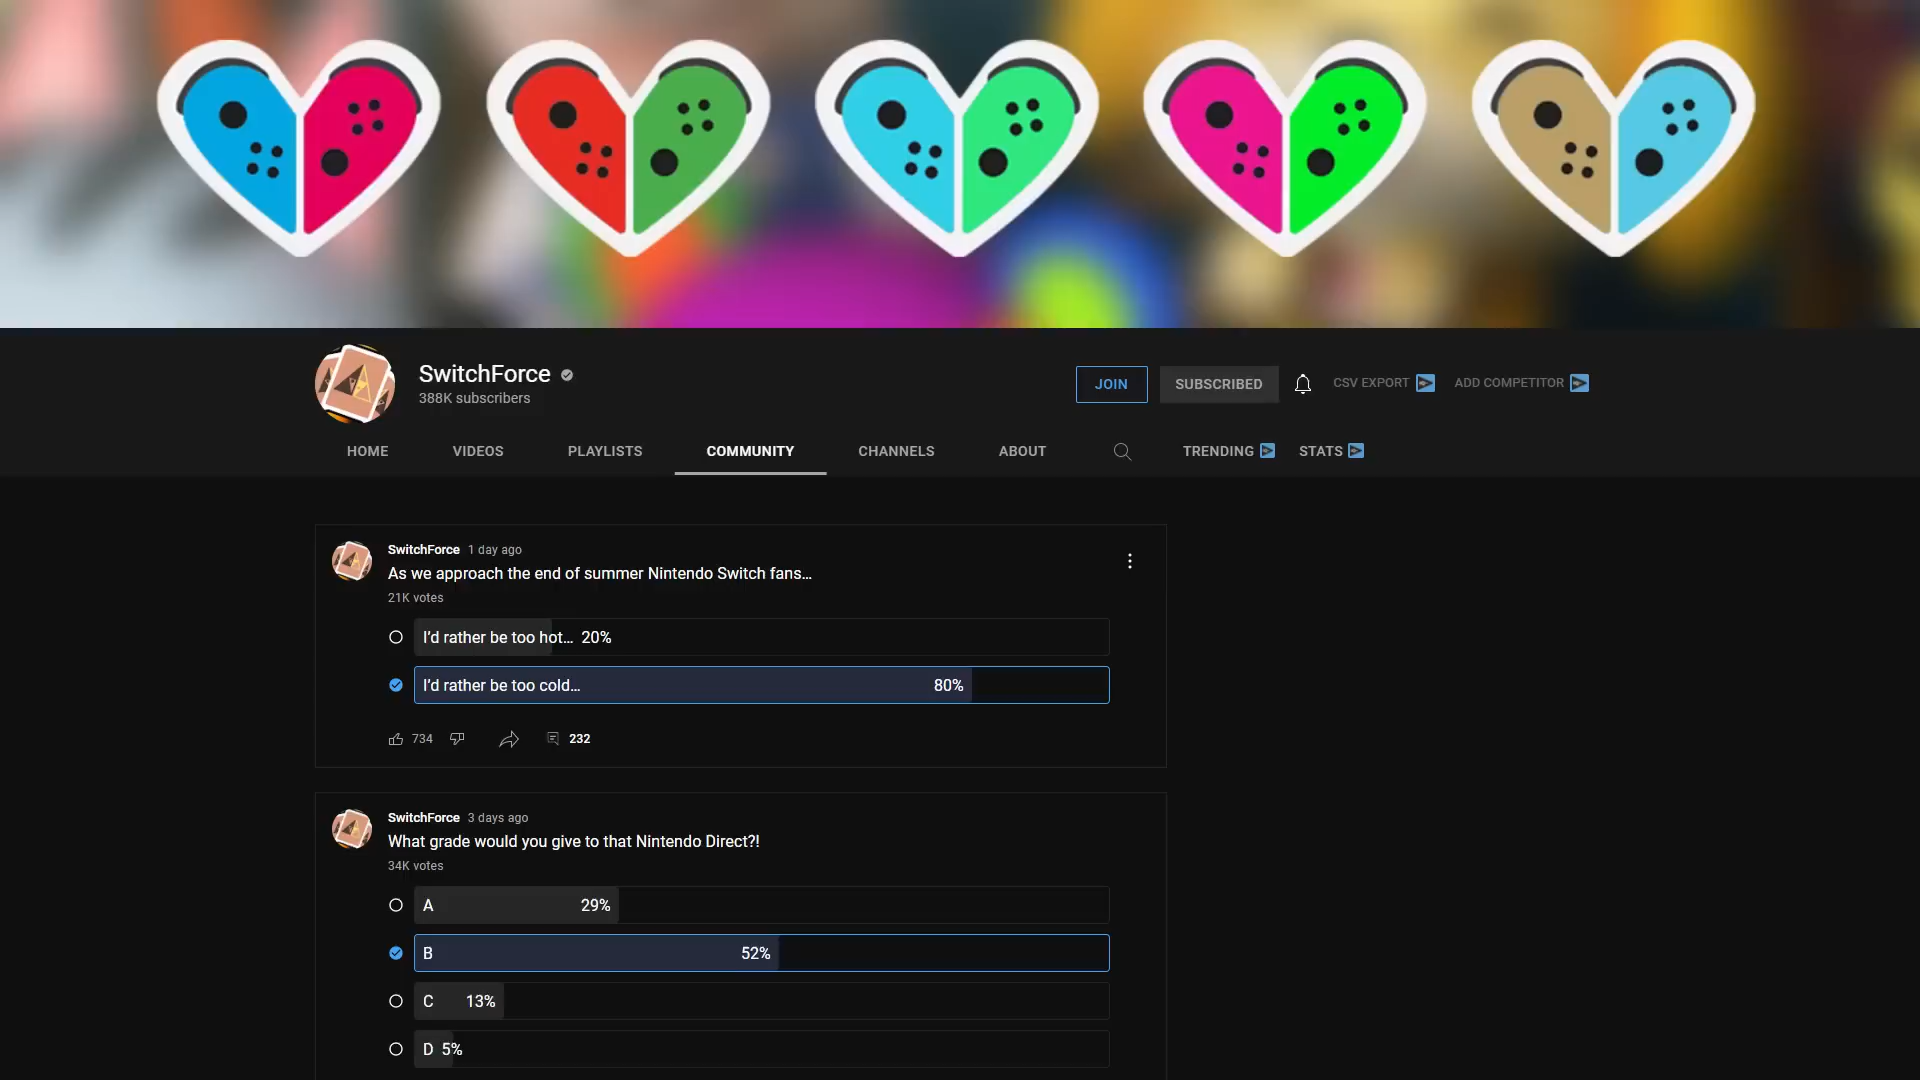 SwitchForce
388K subscribers
JOIN
SUBSCRIBED
CSV EXPORT
ADD COMPETITOR
HOME
VIDEOS
PLAYLISTS
COMMUNITY
CHANNELS
ABOUT
TRENDING
STATS
SwitchForce 1 day ago
As we approach the end of summer Nintendo Switch fans...
21K votes
I'd rather be too hot... 20%
I'd rather be too cold... 80%
734
232
SwitchForce 3 days ago
What grade would you give to that Nintendo Direct?!
34K votes
A 29%
B 52%
C 13%
D 5%